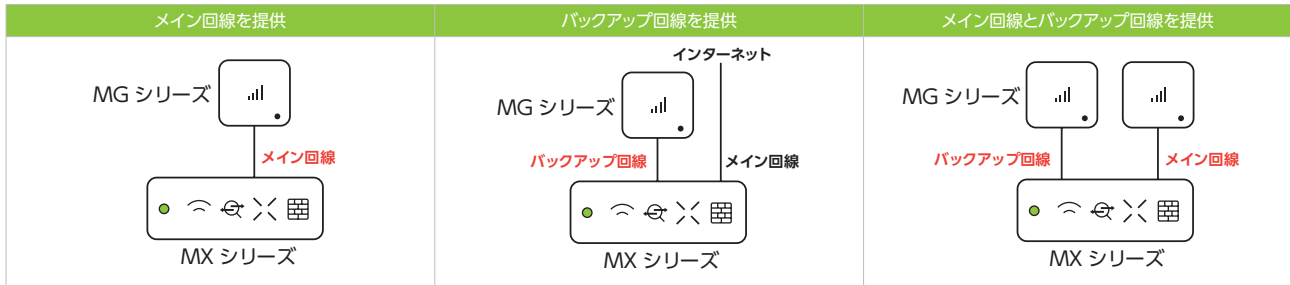 メイン回線を提供
バックアップ回線を提供
メイン回線とバックアップ回線を提供
MG シリーズ
メイン回線
MX シリーズ
インターネット
MG シリーズ
バックアップ回線
メイン回線
MX シリーズ
MG シリーズ
バックアップ回線
メイン回線
MX シリーズ